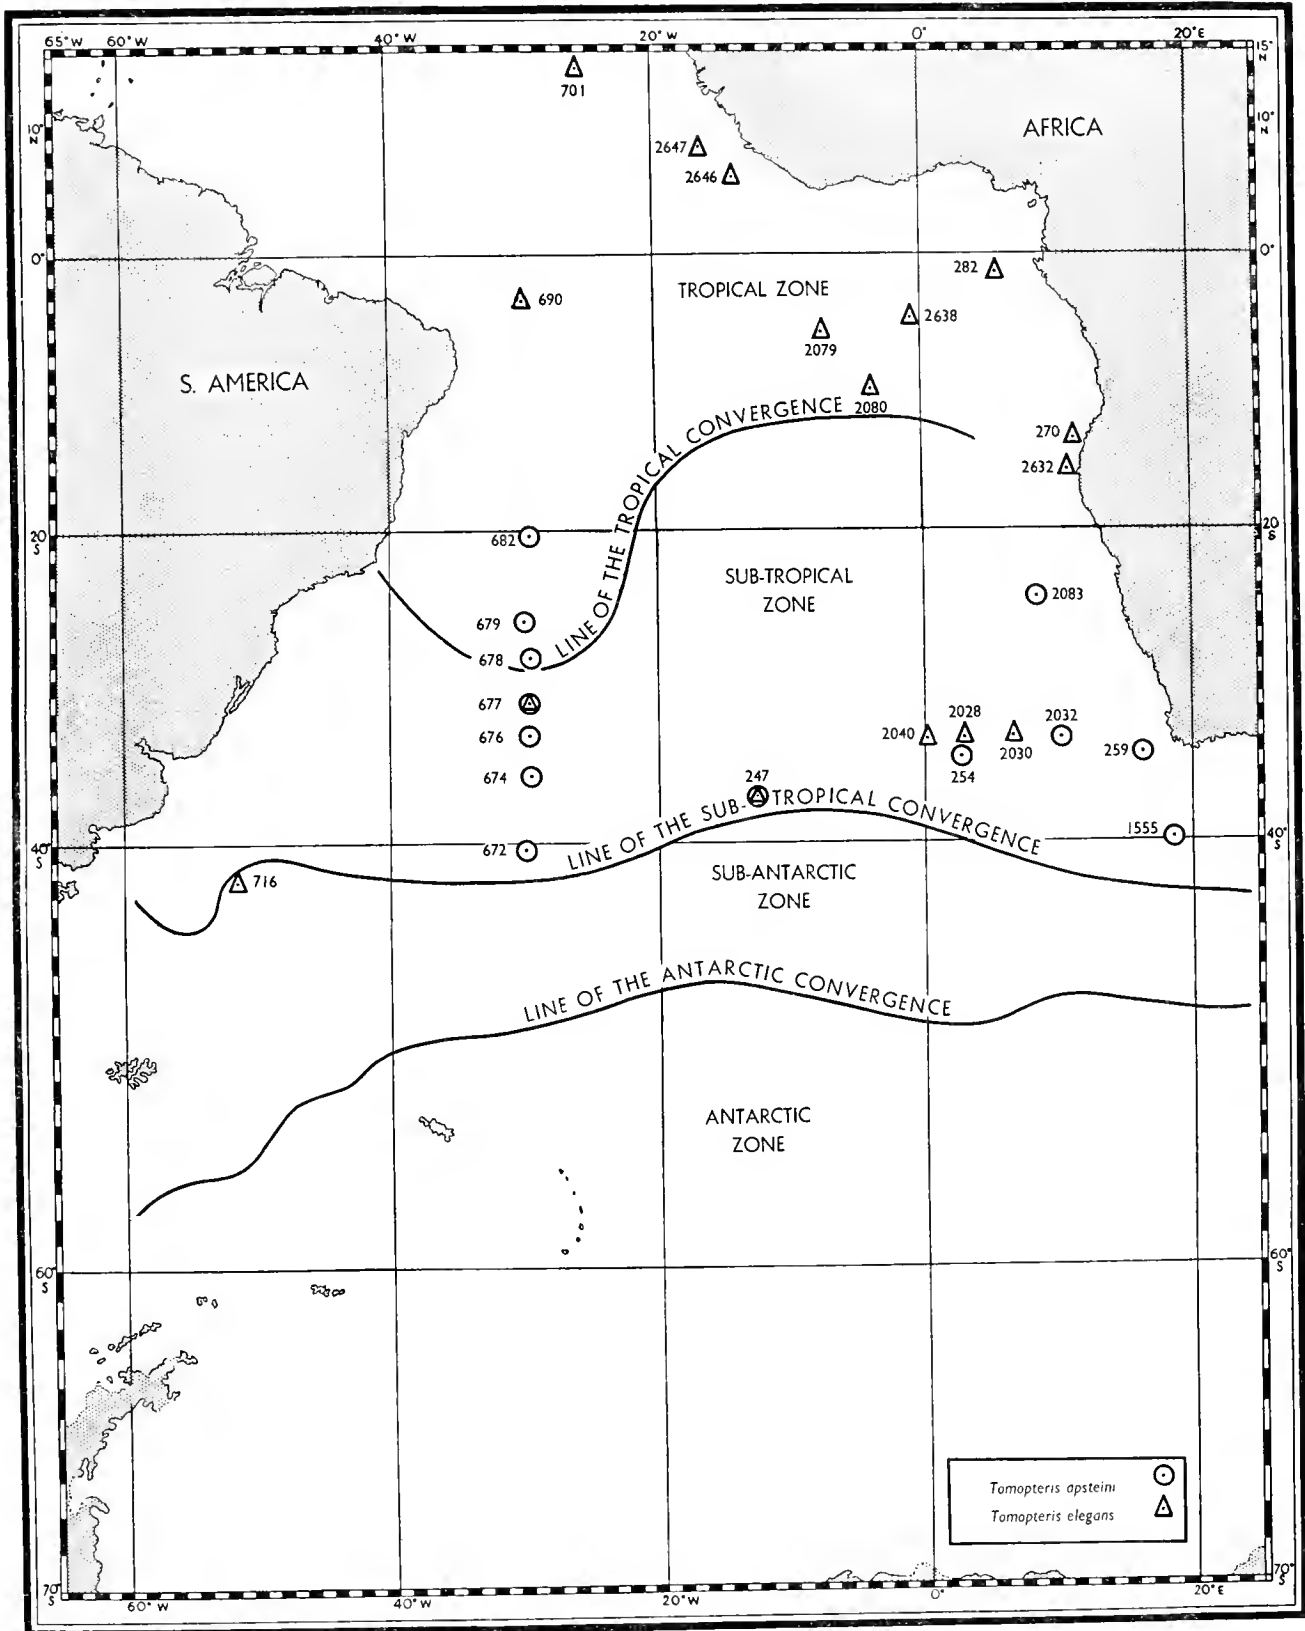 65°W 60°W 40°W 20°W 0° 20°E 15°
N
701
10°
N
10°
N
AFRICA
2647
2646
0°
0°
282
690
TROPICAL ZONE
2638
2079
S. AMERICA
2080
LINE OF THE TROPICAL CONVERGENCE
270
2632
20°
S
20°
S
682
SUB-TROPICAL
ZONE
2083
679
678
677
676
2040
2028
2030
2032
259
254
674
247
LINE OF THE SUB-TROPICAL CONVERGENCE
1555
40°
S
40°
S
672
716
SUB-ANTARCTIC
ZONE
LINE OF THE ANTARCTIC CONVERGENCE
ANTARCTIC
ZONE
60°
S
60°
S
Tomopteris apsteini
Tomopteris elegans
70°
S
70°
S
60°W 40°W 20°W 0° 20°E